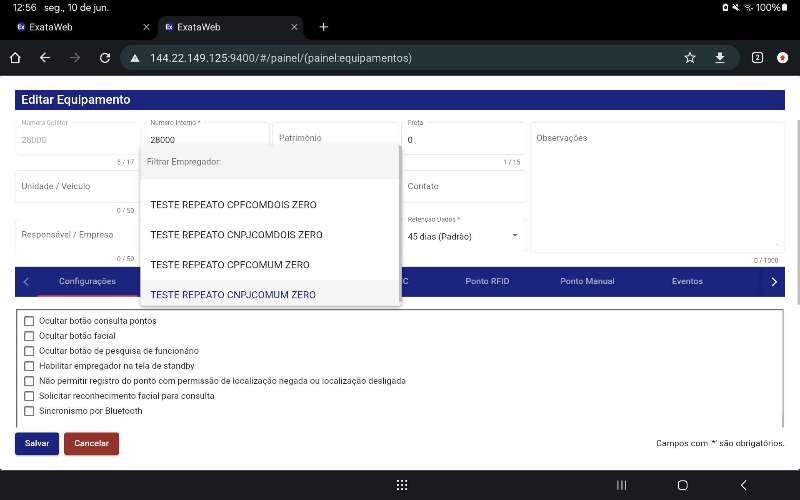 12:56 seg., 10 de jun. 100%
ExataWeb
ExataWeb
144.22.149.125:9400/#/painel/(painel:equipamentos)
2
Editar Equipamento
Número Coletor
28000
5 / 17
Número Interno *
28000
Patrimônio
0
1 / 15
Observações
0 / 1000
Filtrar Empregador:
TESTE REPEATO CPFCOMDOIS ZERO
TESTE REPEATO CNPJCOMDOIS ZERO
TESTE REPEATO CPFCOMUM ZERO
TESTE REPEATO CNPJCOMUM ZERO
Unidade / Veículo
0 / 50
Contato
Responsável / Empresa
0 / 50
Retenção Dados *
45 dias (Padrão)
Configurações
C
Ponto RFID
Ponto Manual
Eventos
Ocultar botão consulta pontos
Ocultar botão facial
Ocultar botão de pesquisa de funcionário
Habilitar empregador na tela de standby
Não permitir registro do ponto com permissão de localização negada ou localização desligada
Solicitar reconhecimento facial para consulta
Sincronismo por Bluetooth
Salvar
Cancelar
Campos com '*' são obrigatórios.